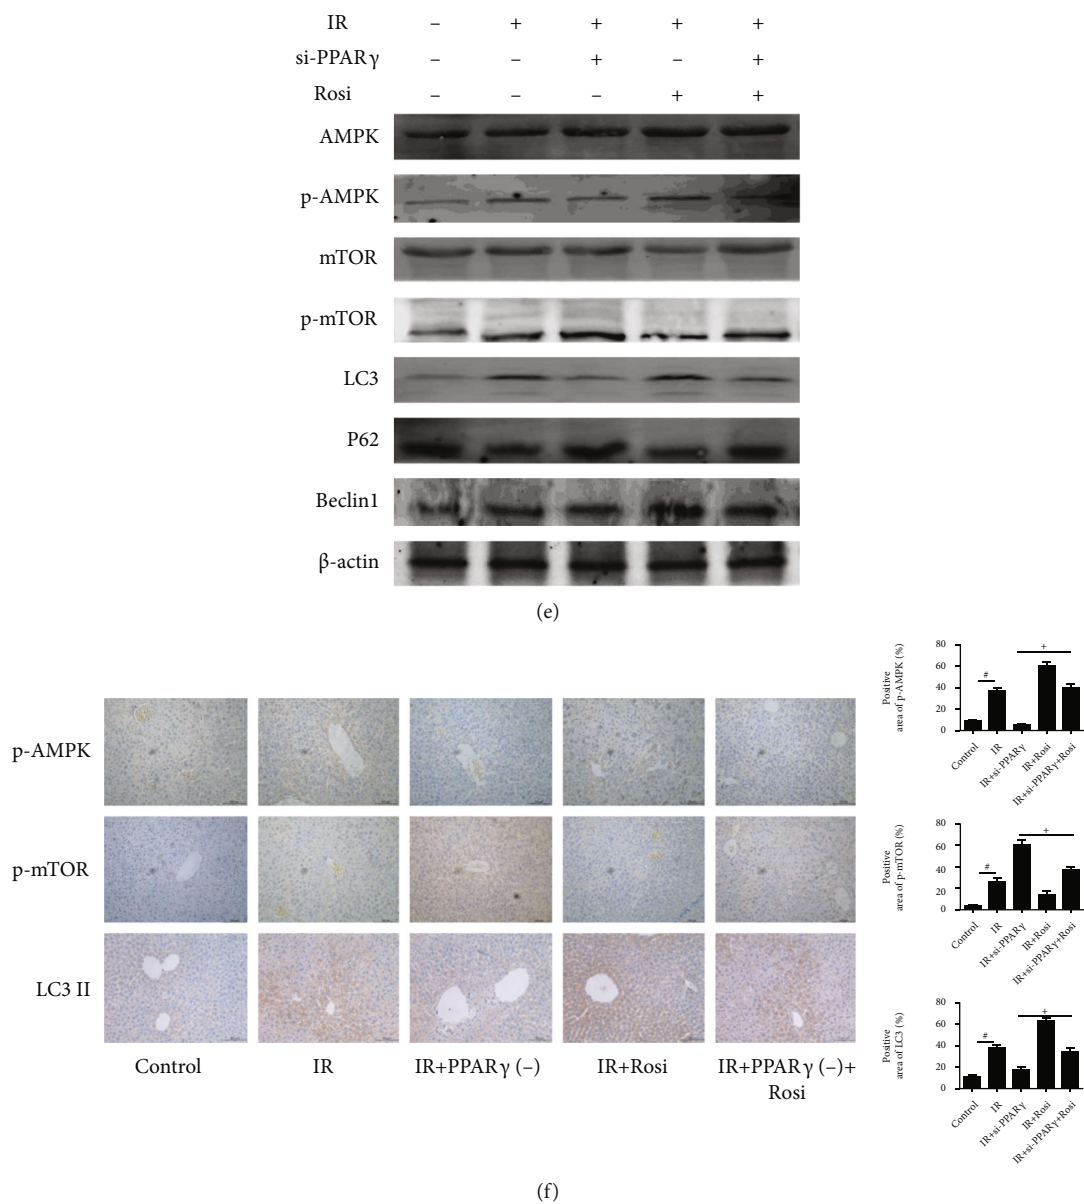 IR – + + + +
si-PPARγ – – + – +
Rosi – – – + +
AMPK
p-AMPK
mTOR
p-mTOR
LC3
P62
Beclin1
β-actin
(e)
p-AMPK
p-mTOR
LC3 II
Control
IR
IR+PPARγ (–)
IR+Rosi
IR+PPARγ (–)+
Rosi
Positive
area of p-AMPK (%)
80
60
40
20
0
#
+
Control
IR
IR+si-PPARγ
IR+Rosi
IR+si-PPARγ+Rosi
Positive
area of p-mTOR (%)
80
60
40
20
0
#
+
Control
IR
IR+si-PPARγ
IR+Rosi
IR+si-PPARγ+Rosi
Positive
area of LC3 (%)
80
60
40
20
0
#
+
Control
IR
IR+si-PPARγ
IR+Rosi
IR+si-PPARγ+Rosi
(f)